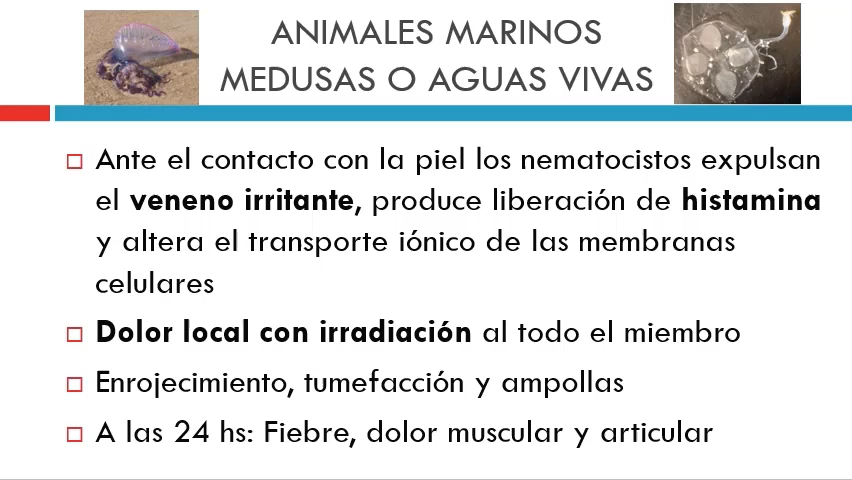 ANIMALES MARINOS
MEDUSAS O AGUAS VIVAS
Ante el contacto con la piel los nematocistos expulsan
el veneno irritante, produce liberación de histamina
y altera el transporte iónico de las membranas
celulares
Dolor local con irradiación al todo el miembro
Enrojecimiento, tumefacción y ampollas
A las 24 hs: Fiebre, dolor muscular y articular